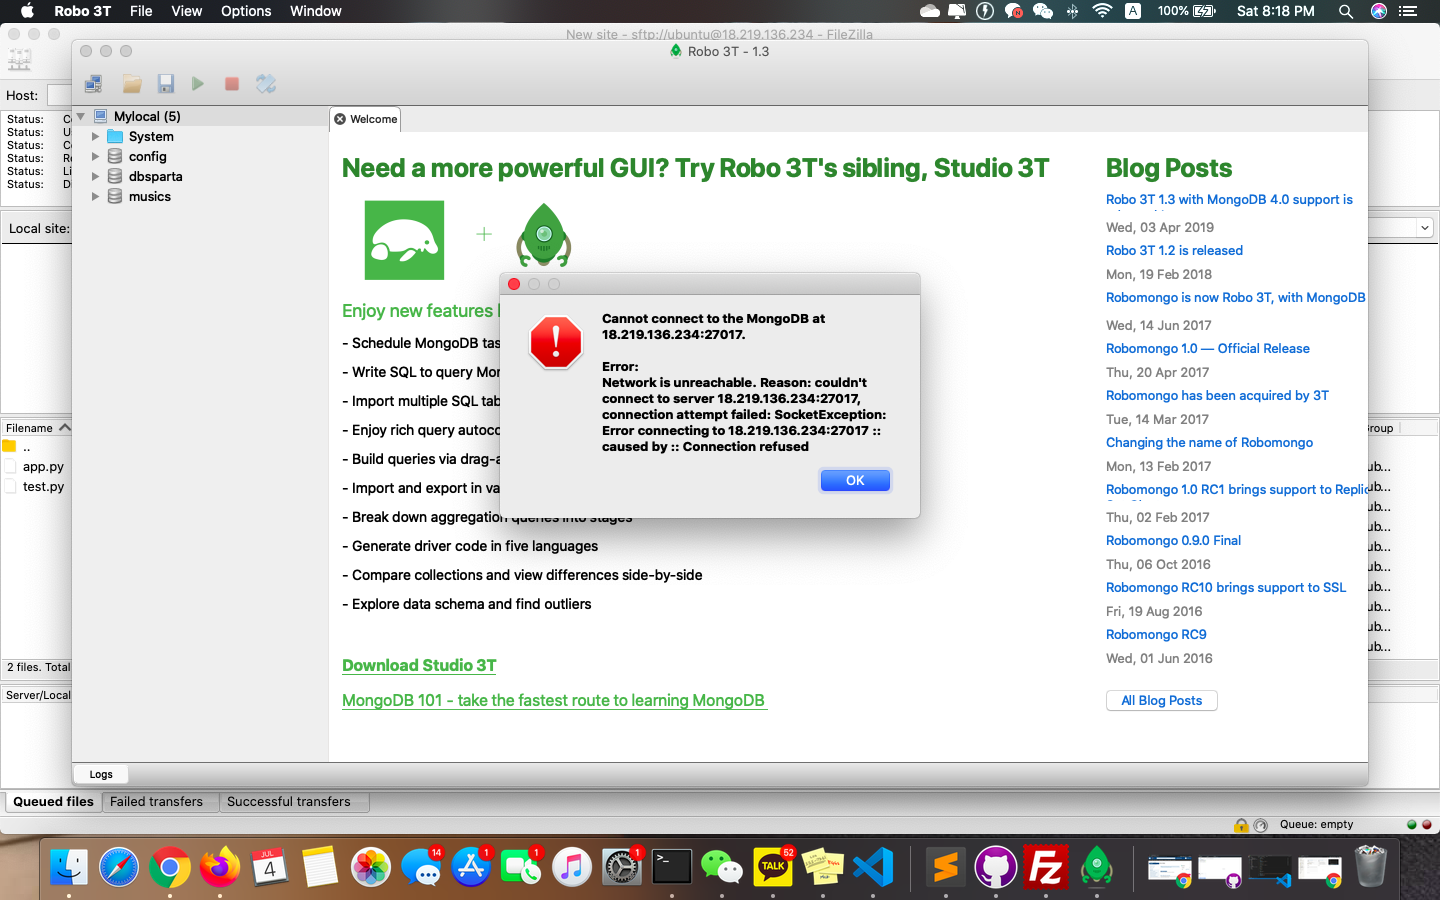 Robo 3T File View Options Window 100% Sat 8:18 PM
New site - sftp://ubuntu@18.219.136.234 - FileZilla
Robo 3T - 1.3
Host:
Status:
Status:
Status:
Status:
Status:
Status:
Local site:
Filename
..
app.py
test.py
2 files. Total
Server/Local
Mylocal (5)
System
config
dbsparta
musics
Welcome
Need a more powerful GUI? Try Robo 3T's sibling, Studio 3T
Enjoy new features
- Schedule MongoDB tas
- Write SQL to query Mon
- Import multiple SQL tab
- Enjoy rich query autoco
- Build queries via drag-a
- Import and export in va
- Break down aggregation queries into stages
- Generate driver code in five languages
- Compare collections and view differences side-by-side
- Explore data schema and find outliers
Download Studio 3T
MongoDB 101 - take the fastest route to learning MongoDB
Cannot connect to the MongoDB at
18.219.136.234:27017.
Error:
Network is unreachable. Reason: couldn't
connect to server 18.219.136.234:27017,
connection attempt failed: SocketException:
Error connecting to 18.219.136.234:27017 ::
caused by :: Connection refused
OK
Blog Posts
Robo 3T 1.3 with MongoDB 4.0 support is
Wed, 03 Apr 2019
Robo 3T 1.2 is released
Mon, 19 Feb 2018
Robomongo is now Robo 3T, with MongoDB
Wed, 14 Jun 2017
Robomongo 1.0 — Official Release
Thu, 20 Apr 2017
Robomongo has been acquired by 3T
Tue, 14 Mar 2017
Changing the name of Robomongo
Mon, 13 Feb 2017
Robomongo 1.0 RC1 brings support to Replic
Thu, 02 Feb 2017
Robomongo 0.9.0 Final
Thu, 06 Oct 2016
Robomongo RC10 brings support to SSL
Fri, 19 Aug 2016
Robomongo RC9
Wed, 01 Jun 2016
All Blog Posts
roup
ub...
ub...
ub...
ub...
ub...
ub...
ub...
ub...
ub...
ub...
Logs
Queued files Failed transfers Successful transfers
Queue: empty
JUL
4
14
1
1
1
TALK
52